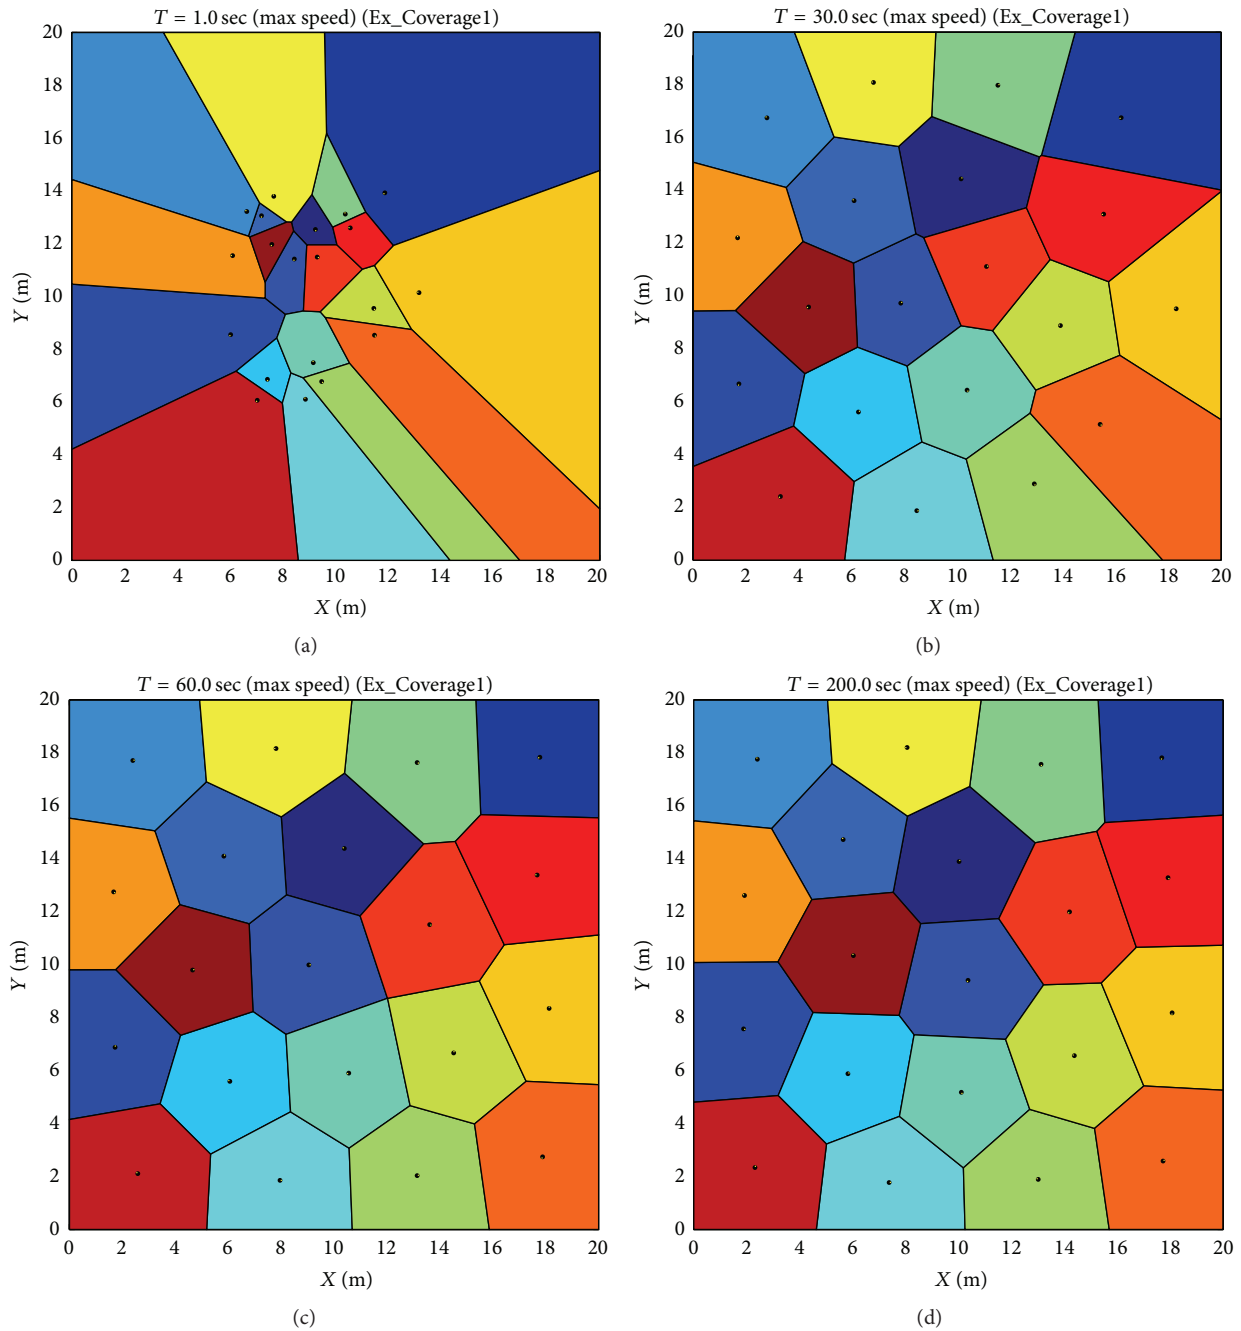 T = 1.0 sec (max speed) (Ex_Coverage1)
20
18
16
14
12
10
8
6
4
2
0
Y (m)
0 2 4 6 8 10 12 14 16 18 20
X (m)
(a)
T = 30.0 sec (max speed) (Ex_Coverage1)
20
18
16
14
12
10
8
6
4
2
0
Y (m)
0 2 4 6 8 10 12 14 16 18 20
X (m)
(b)
T = 60.0 sec (max speed) (Ex_Coverage1)
20
18
16
14
12
10
8
6
4
2
0
Y (m)
0 2 4 6 8 10 12 14 16 18 20
X (m)
(c)
T = 200.0 sec (max speed) (Ex_Coverage1)
20
18
16
14
12
10
8
6
4
2
0
Y (m)
0 2 4 6 8 10 12 14 16 18 20
X (m)
(d)